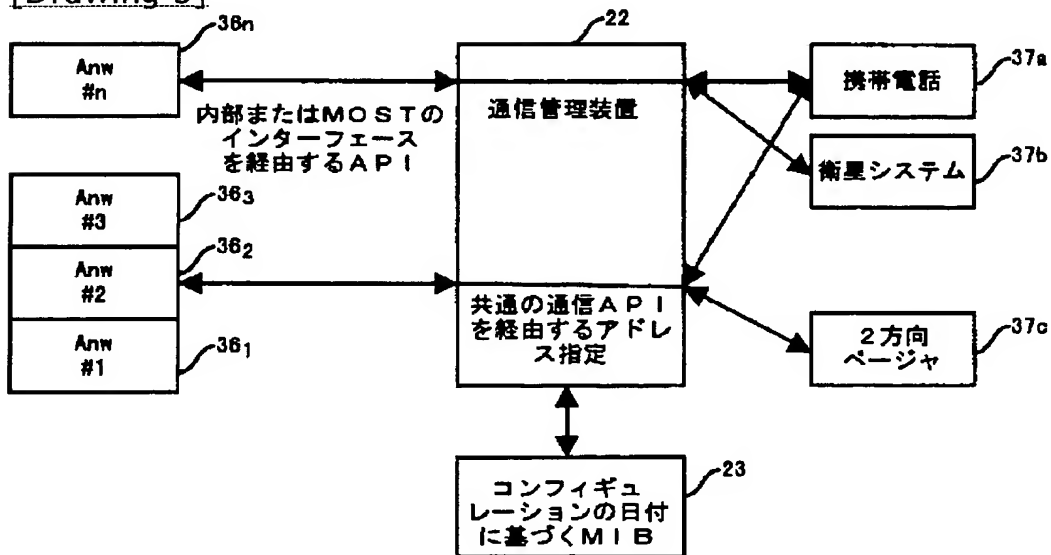 36n
Anw
#n
内部またはMOSTの
インターフェース
を経由するAPI
36₃
Anw
#3
36₂
Anw
#2
36₁
Anw
#1
22
通信管理装置
共通の通信API
を経由するアドレ
ス指定
37a
携帯電話
37b
衛星システム
37c
2方向
ページャ
23
コンフィギュ
レーションの日付
に基づくMIB